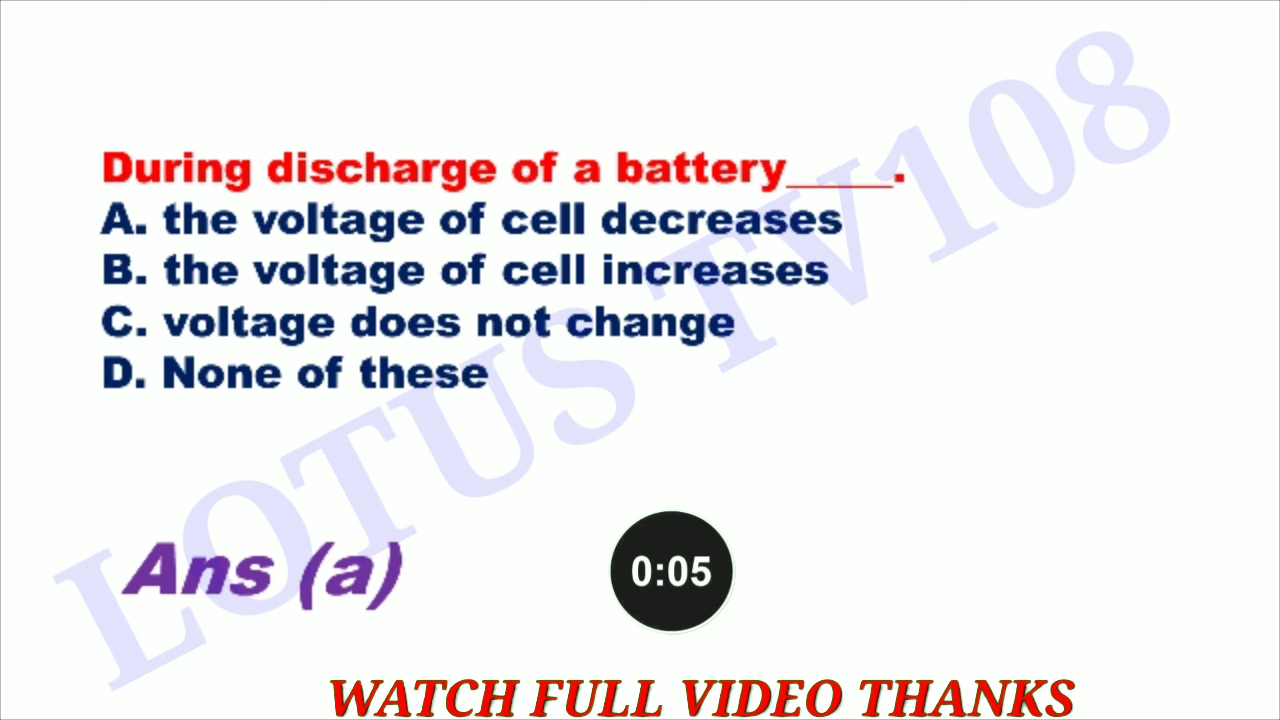 During discharge of a battery_____.
A. the voltage of cell decreases
B. the voltage of cell increases
C. voltage does not change
D. None of these
LOTUS TV108
Ans (a)
0:05
WATCH FULL VIDEO THANKS